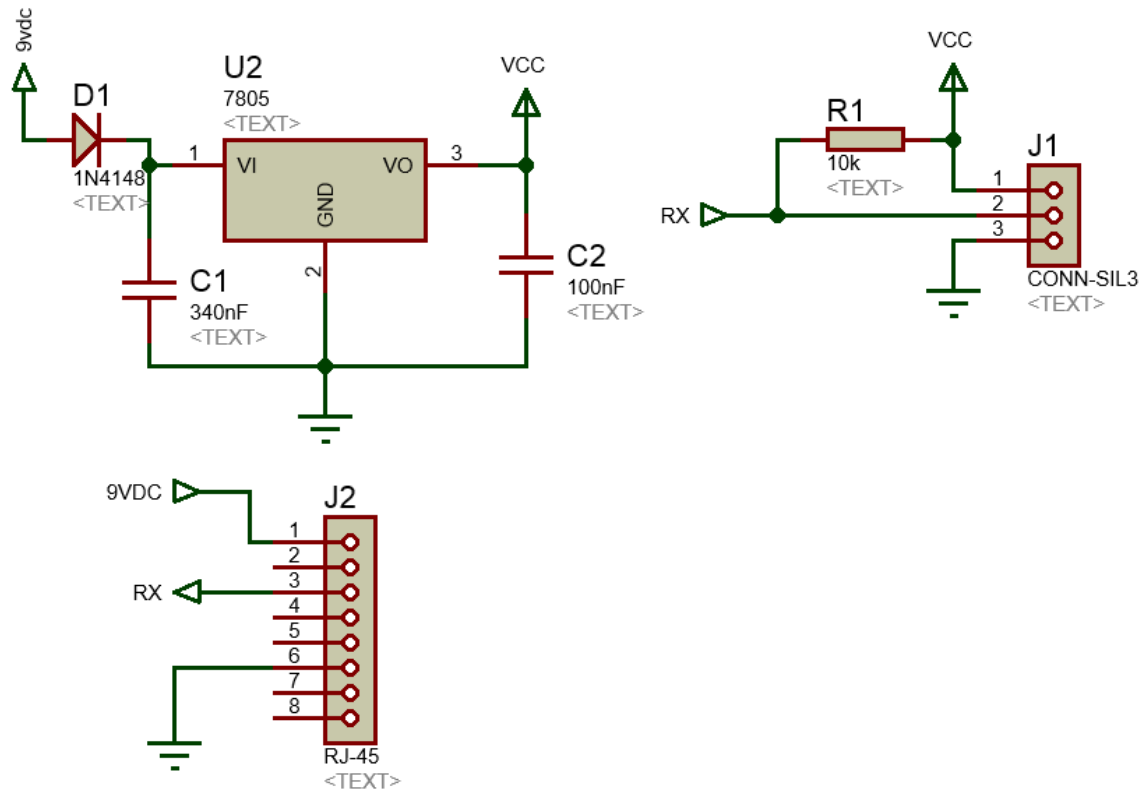 9vdc
D1
1N4148
<TEXT>
U2
7805
<TEXT>
1
VI
VO
3
GND
2
VCC
C1
340nF
<TEXT>
C2
100nF
<TEXT>
VCC
R1
10k
<TEXT>
RX
J1
1
2
3
CONN-SIL3
<TEXT>
9VDC
RX
J2
1
2
3
4
5
6
7
8
RJ-45
<TEXT>